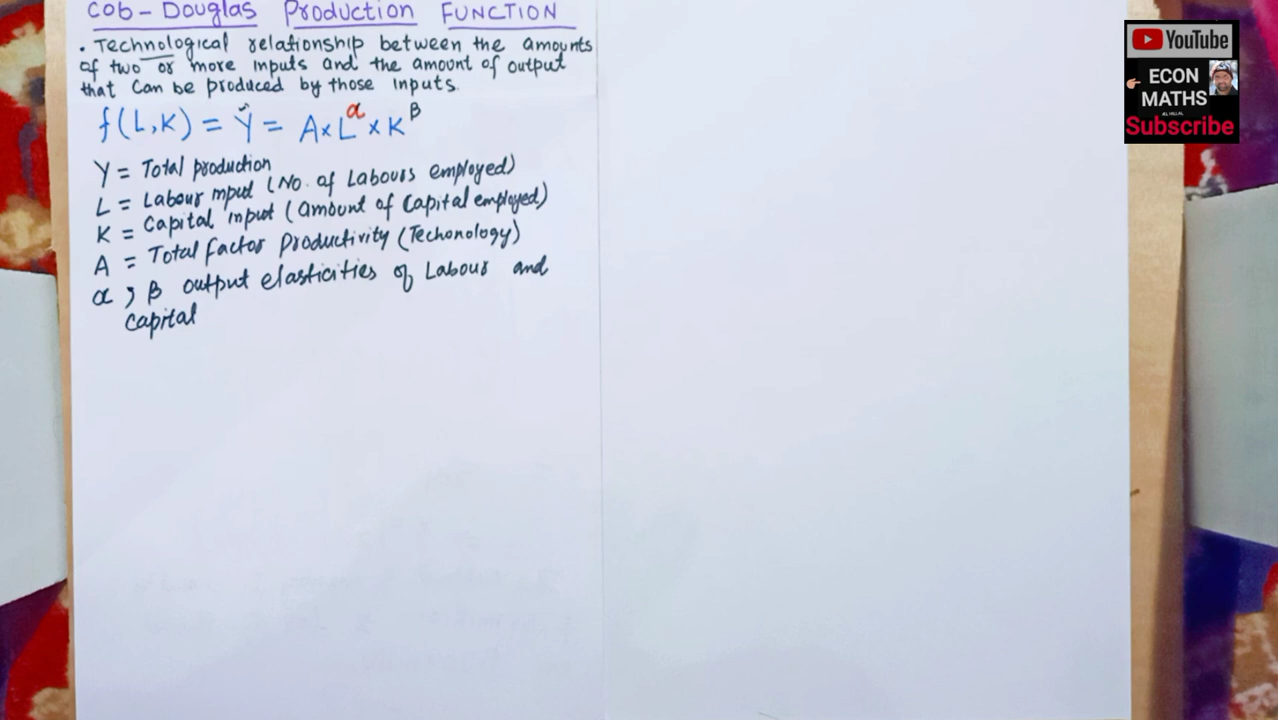 Cob-Douglas Production FUNCTION
• Technological relationship between the amounts
of two or more inputs and the amount of output
that can be produced by those inputs.
f(L,K) = Y = A×L^α×K^β
Y = Total production
L = Labour input (No. of Labours employed)
K = Capital input (amount of capital employed)
A = Total factor productivity (Techonology)
α, β output elasticities of Labour and
capital
YouTube
ECON
MATHS
Subscribe